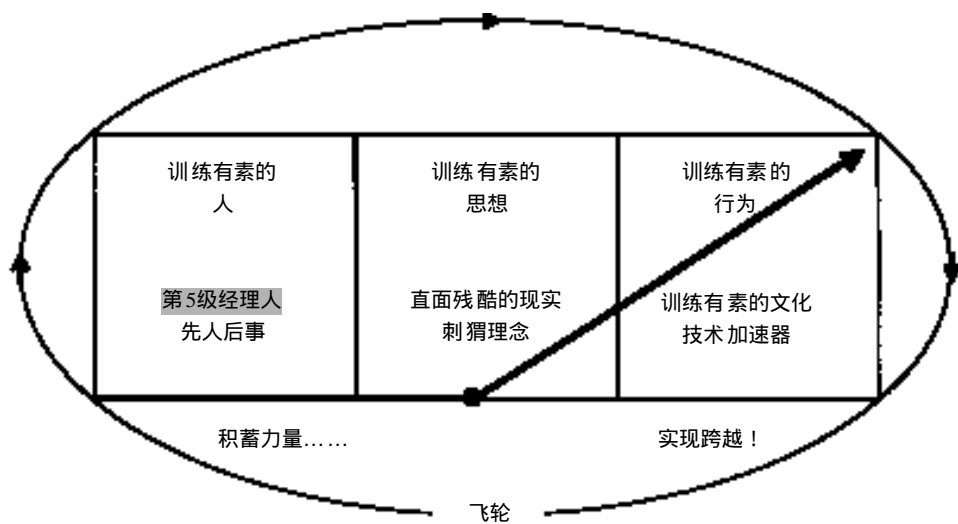 训练有素的
人
第5级经理人
先人后事
训练有素的
思想
直面残酷的现实
刺猬理念
训练有素的
行为
训练有素的文化
技术加速器
积蓄力量……
实现跨越！
飞轮